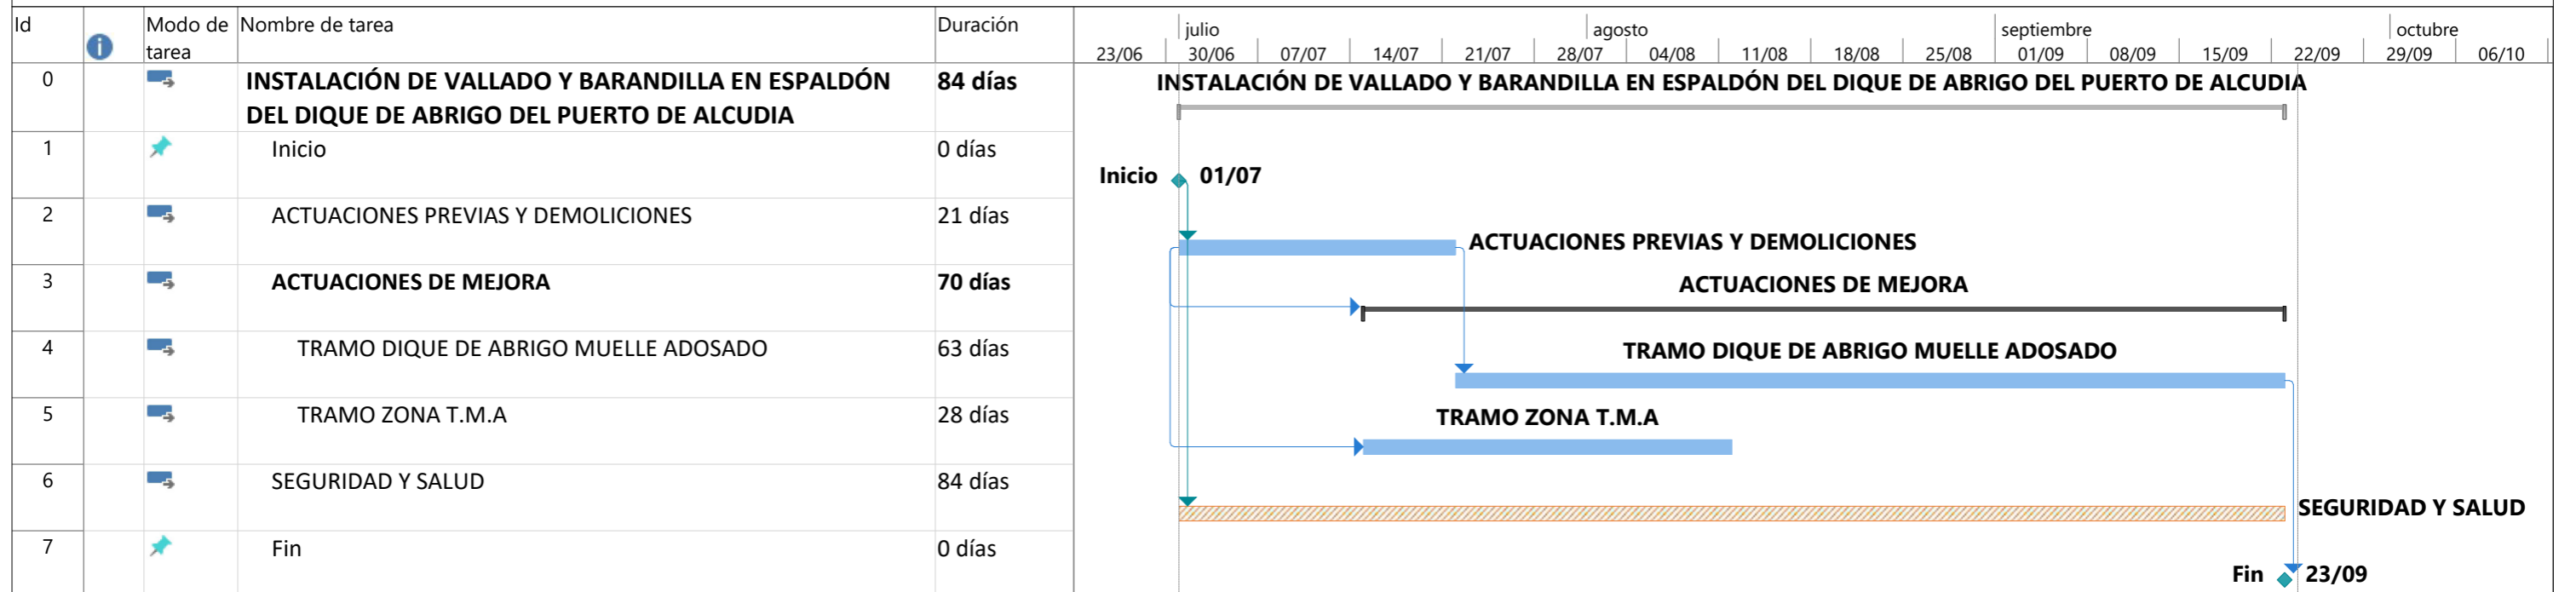 Id
Modo de tarea
Nombre de tarea
Duración
julio
agosto
septiembre
octubre
23/06 30/06 07/07 14/07 21/07 28/07 04/08 11/08 18/08 25/08 01/09 08/09 15/09 22/09 29/09 06/10
0
INSTALACIÓN DE VALLADO Y BARANDILLA EN ESPALDÓN
DEL DIQUE DE ABRIGO DEL PUERTO DE ALCUDIA
84 días
INSTALACIÓN DE VALLADO Y BARANDILLA EN ESPALDÓN DEL DIQUE DE ABRIGO DEL PUERTO DE ALCUDIA
1
Inicio
0 días
Inicio 01/07
2
ACTUACIONES PREVIAS Y DEMOLICIONES
21 días
ACTUACIONES PREVIAS Y DEMOLICIONES
3
ACTUACIONES DE MEJORA
70 días
ACTUACIONES DE MEJORA
4
TRAMO DIQUE DE ABRIGO MUELLE ADOSADO
63 días
TRAMO DIQUE DE ABRIGO MUELLE ADOSADO
5
TRAMO ZONA T.M.A
28 días
TRAMO ZONA T.M.A
6
SEGURIDAD Y SALUD
84 días
SEGURIDAD Y SALUD
7
Fin
0 días
Fin 23/09